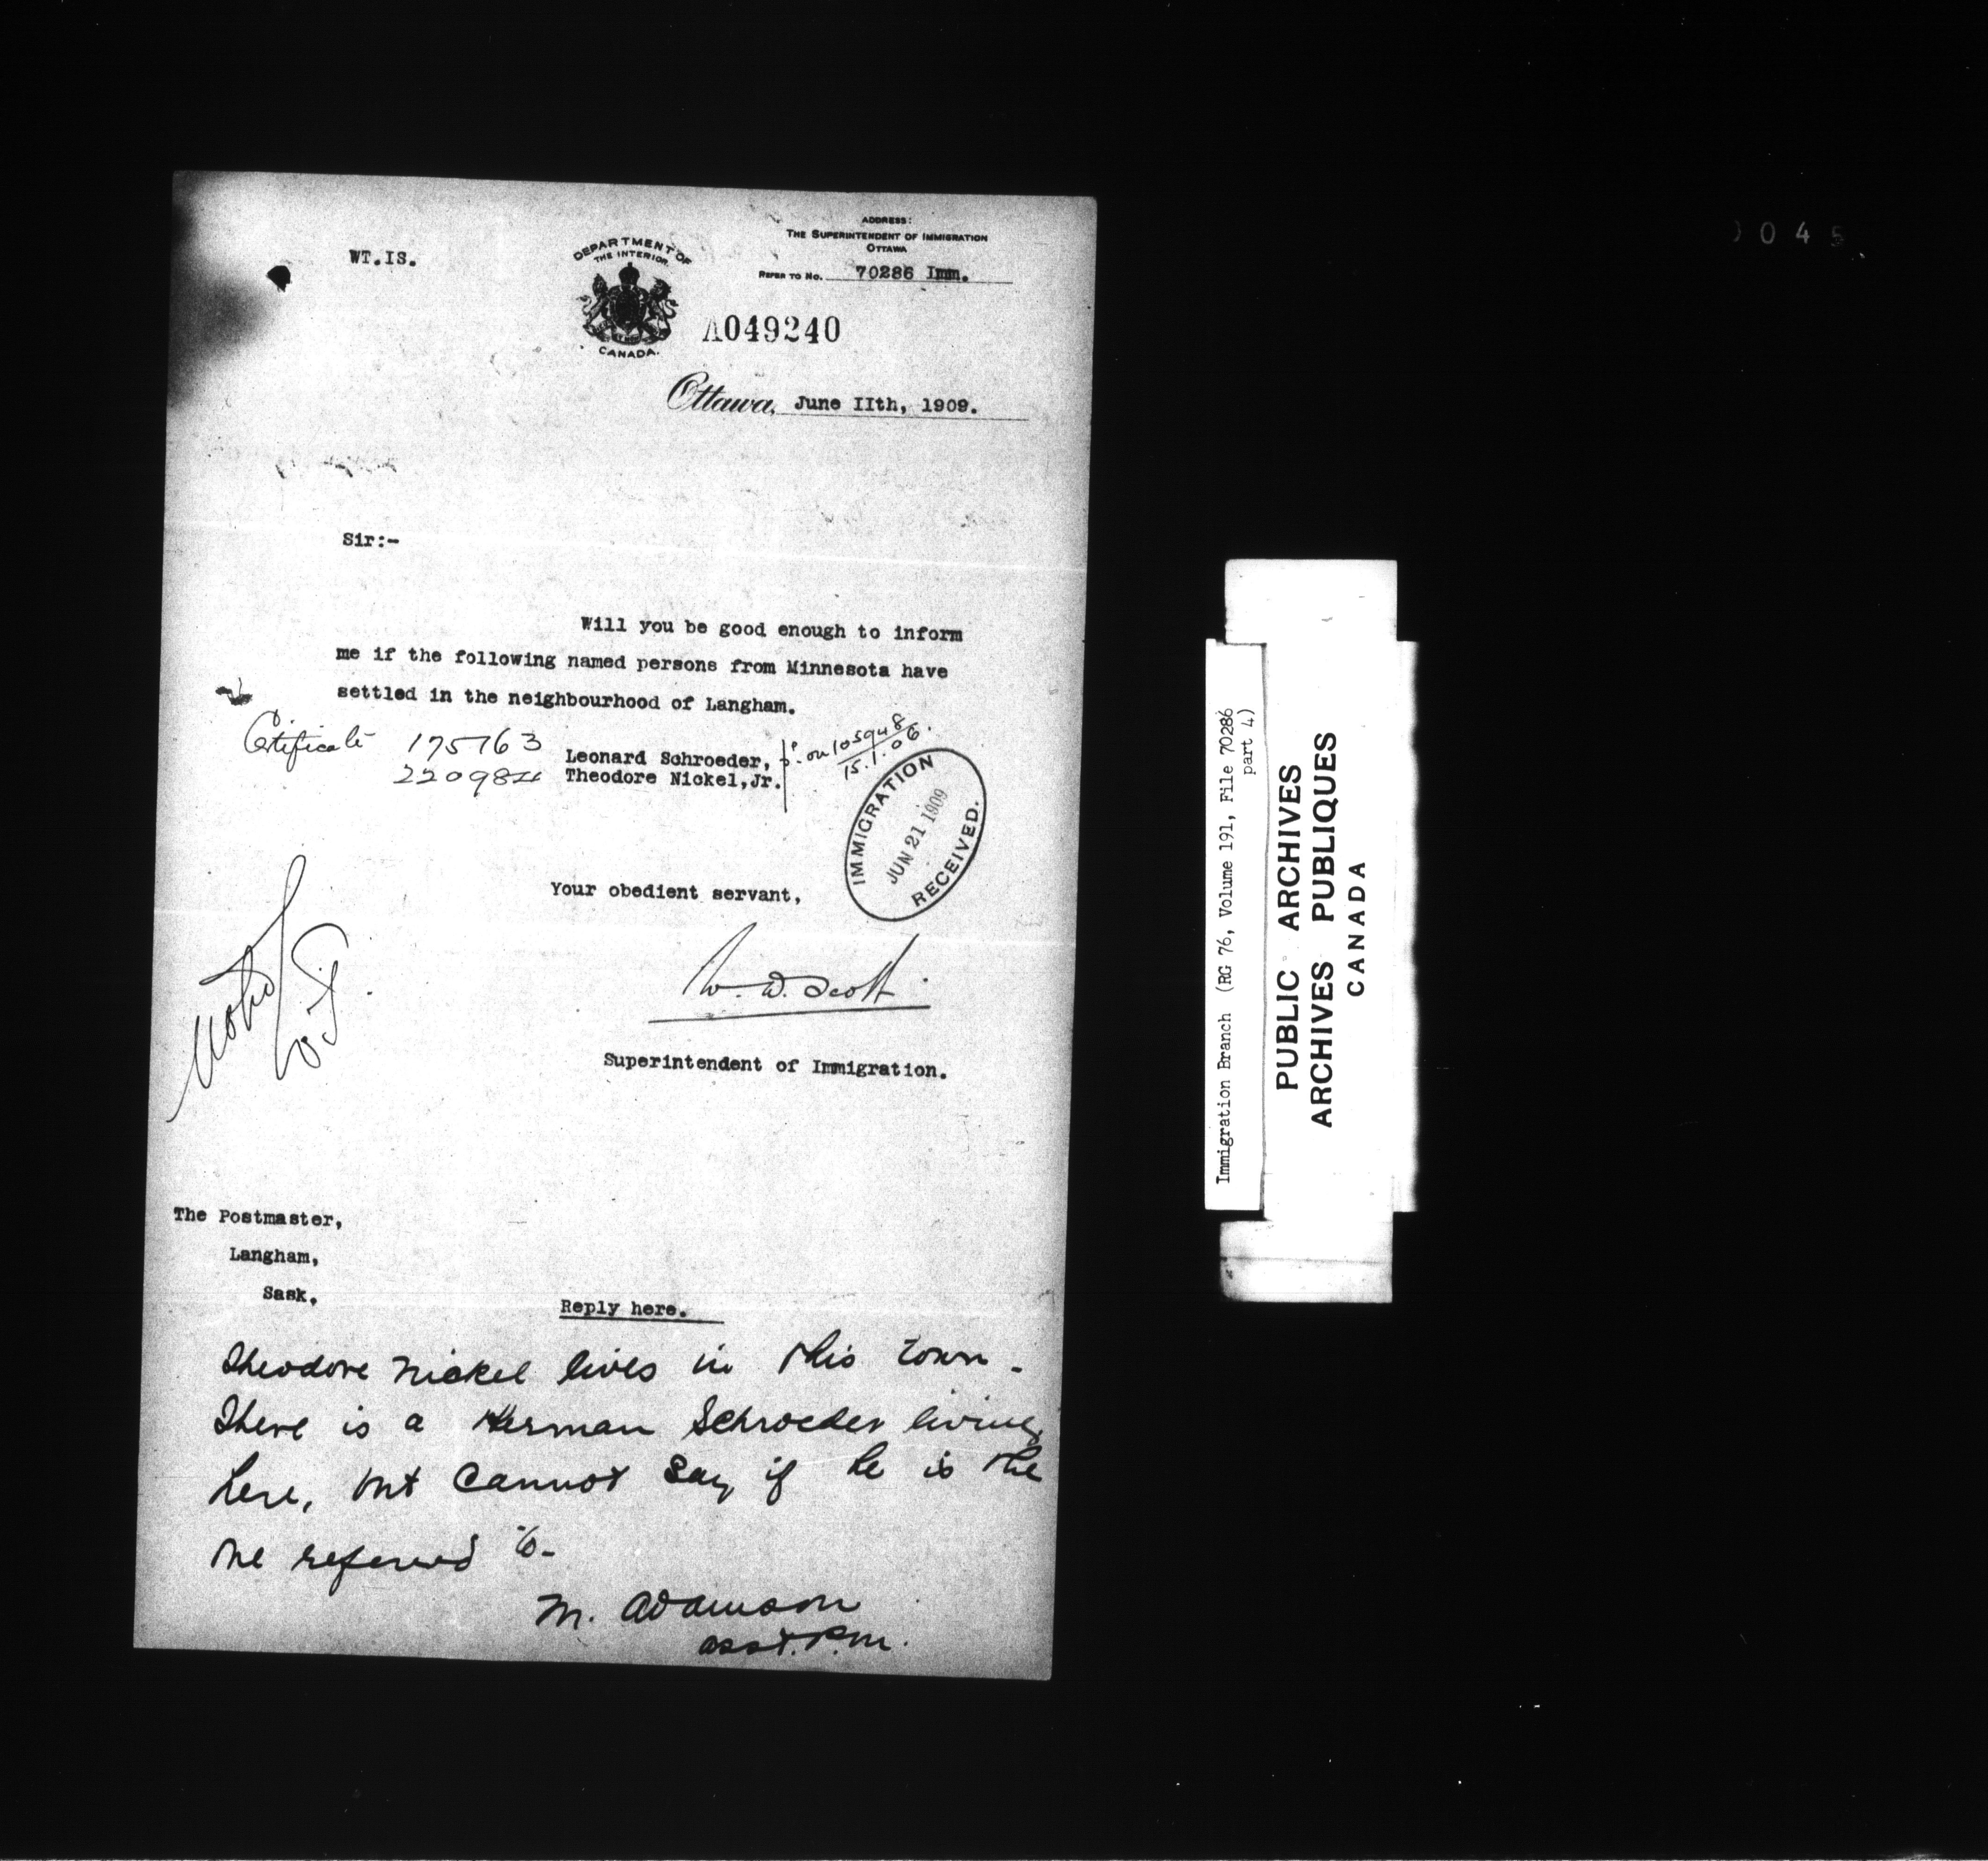 ADDRESS:
THE SUPERINTENDENT OF IMMIGRATION
OTTAWA
WT.IS.
DEPARTMENT OF
THE INTERIOR.
CANADA.
REFER TO NO. 70286 Imm.
A049240
Ottawa, June IIth, 1909.
Sir:-
Will you be good enough to inform
me if the following named persons from Minnesota have
settled in the neighbourhood of Langham.
Certificate 175763 Leonard Schroeder,
220984 Theodore Nickel,Jr.
on 105948
15.1.06.
IMMIGRATION
JUN 21 1909
RECEIVED.
Your obedient servant,
W. D. Scott.
Superintendent of Immigration.
Noted
The Postmaster,
Langham,
Sask.
Reply here.
Theodore Nickel lives in this town -
There is a Herman Schroeder living
here, but cannot say if he is the
one referred to -
M. Adamson
asst. P.M.
045
Immigration Branch (RG 76, Volume 191, File 70286
part 4)
PUBLIC ARCHIVES
ARCHIVES PUBLIQUES
CANADA